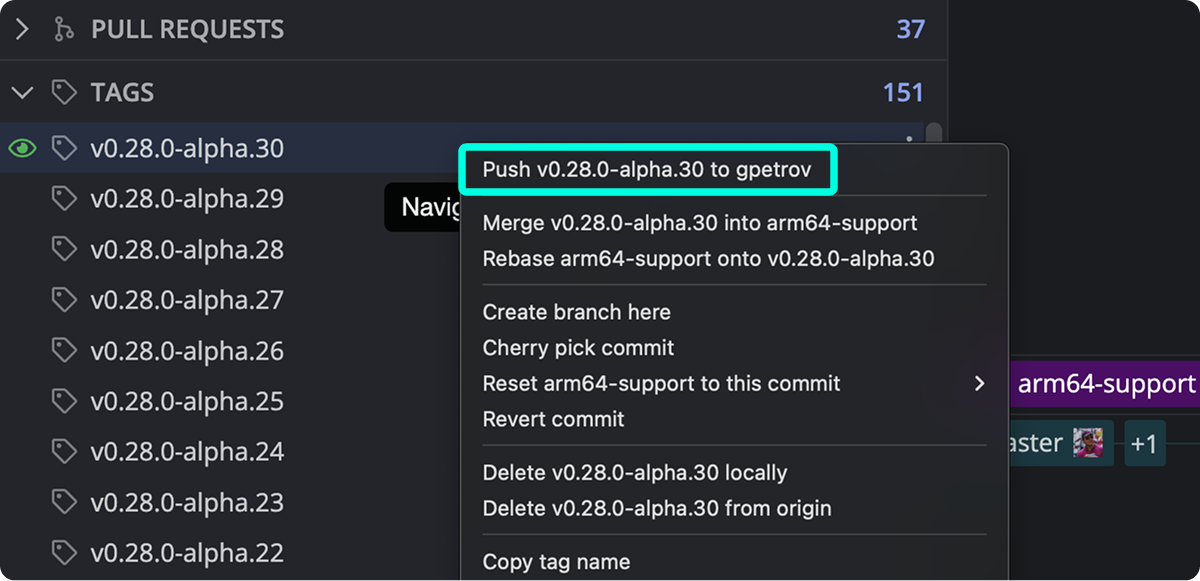 PULL REQUESTS 37
TAGS 151
v0.28.0-alpha.30
v0.28.0-alpha.29
v0.28.0-alpha.28
v0.28.0-alpha.27
v0.28.0-alpha.26
v0.28.0-alpha.25
v0.28.0-alpha.24
v0.28.0-alpha.23
v0.28.0-alpha.22
Navig
Push v0.28.0-alpha.30 to gpetrov
Merge v0.28.0-alpha.30 into arm64-support
Rebase arm64-support onto v0.28.0-alpha.30
Create branch here
Cherry pick commit
Reset arm64-support to this commit
Revert commit
Delete v0.28.0-alpha.30 locally
Delete v0.28.0-alpha.30 from origin
Copy tag name
arm64-support
aster +1